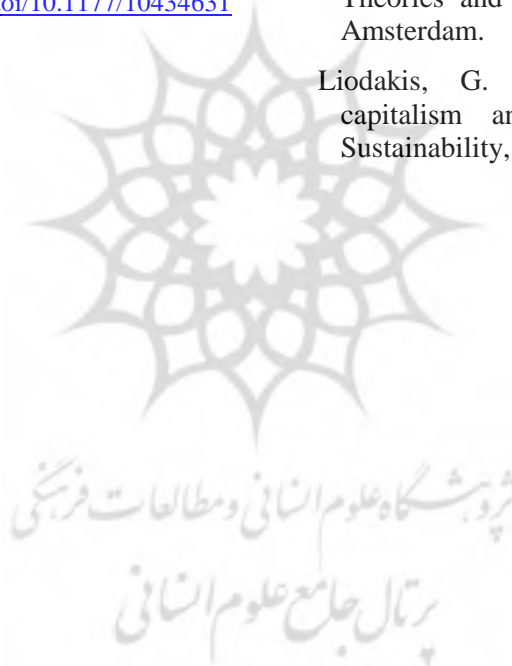 oi/10.1177/10434631
Theories and
Amsterdam.
Liodakis, G.
capitalism an
Sustainability,
پژوهشگاه علوم انسانی و مطالعات فرهنگی
پرتال جامع علوم انسانی